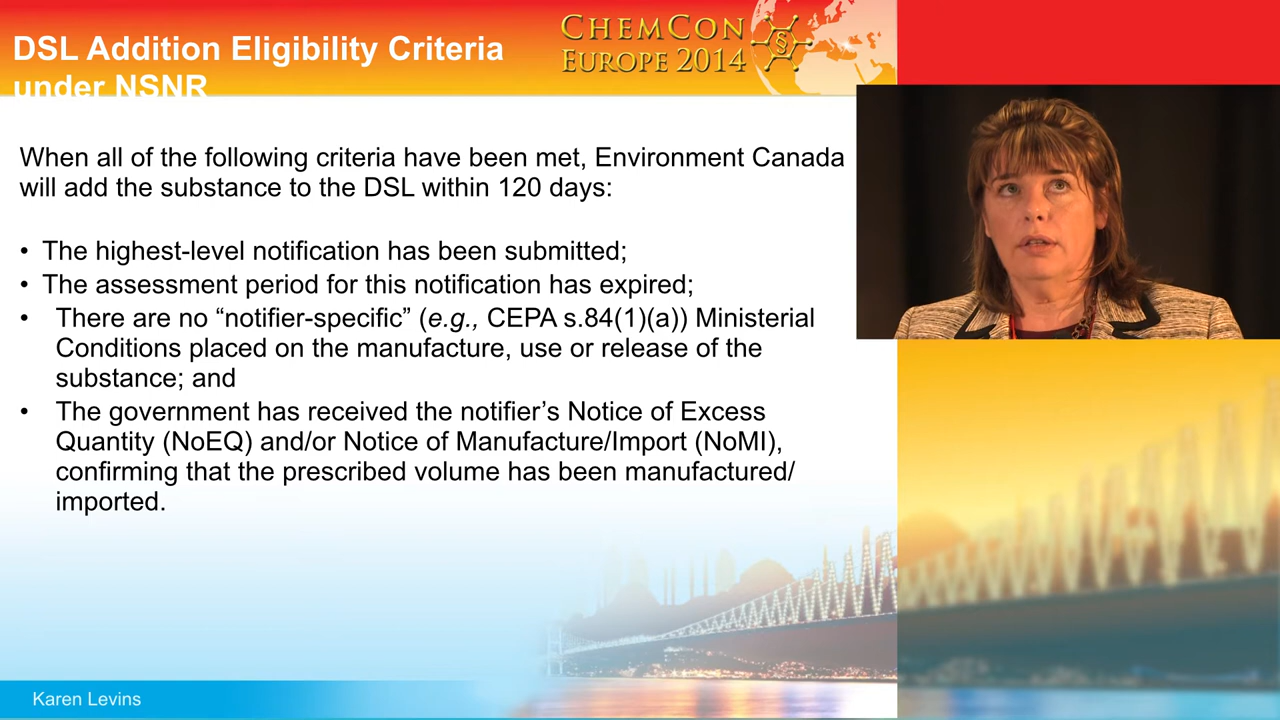 DSL Addition Eligibility Criteria
under NSNR
CHEMCON
EUROPE 2014
§
When all of the following criteria have been met, Environment Canada
will add the substance to the DSL within 120 days:
• The highest-level notification has been submitted;
• The assessment period for this notification has expired;
• There are no “notifier-specific” (e.g., CEPA s.84(1)(a)) Ministerial
Conditions placed on the manufacture, use or release of the
substance; and
• The government has received the notifier’s Notice of Excess
Quantity (NoEQ) and/or Notice of Manufacture/Import (NoMI),
confirming that the prescribed volume has been manufactured/
imported.
Karen Levins